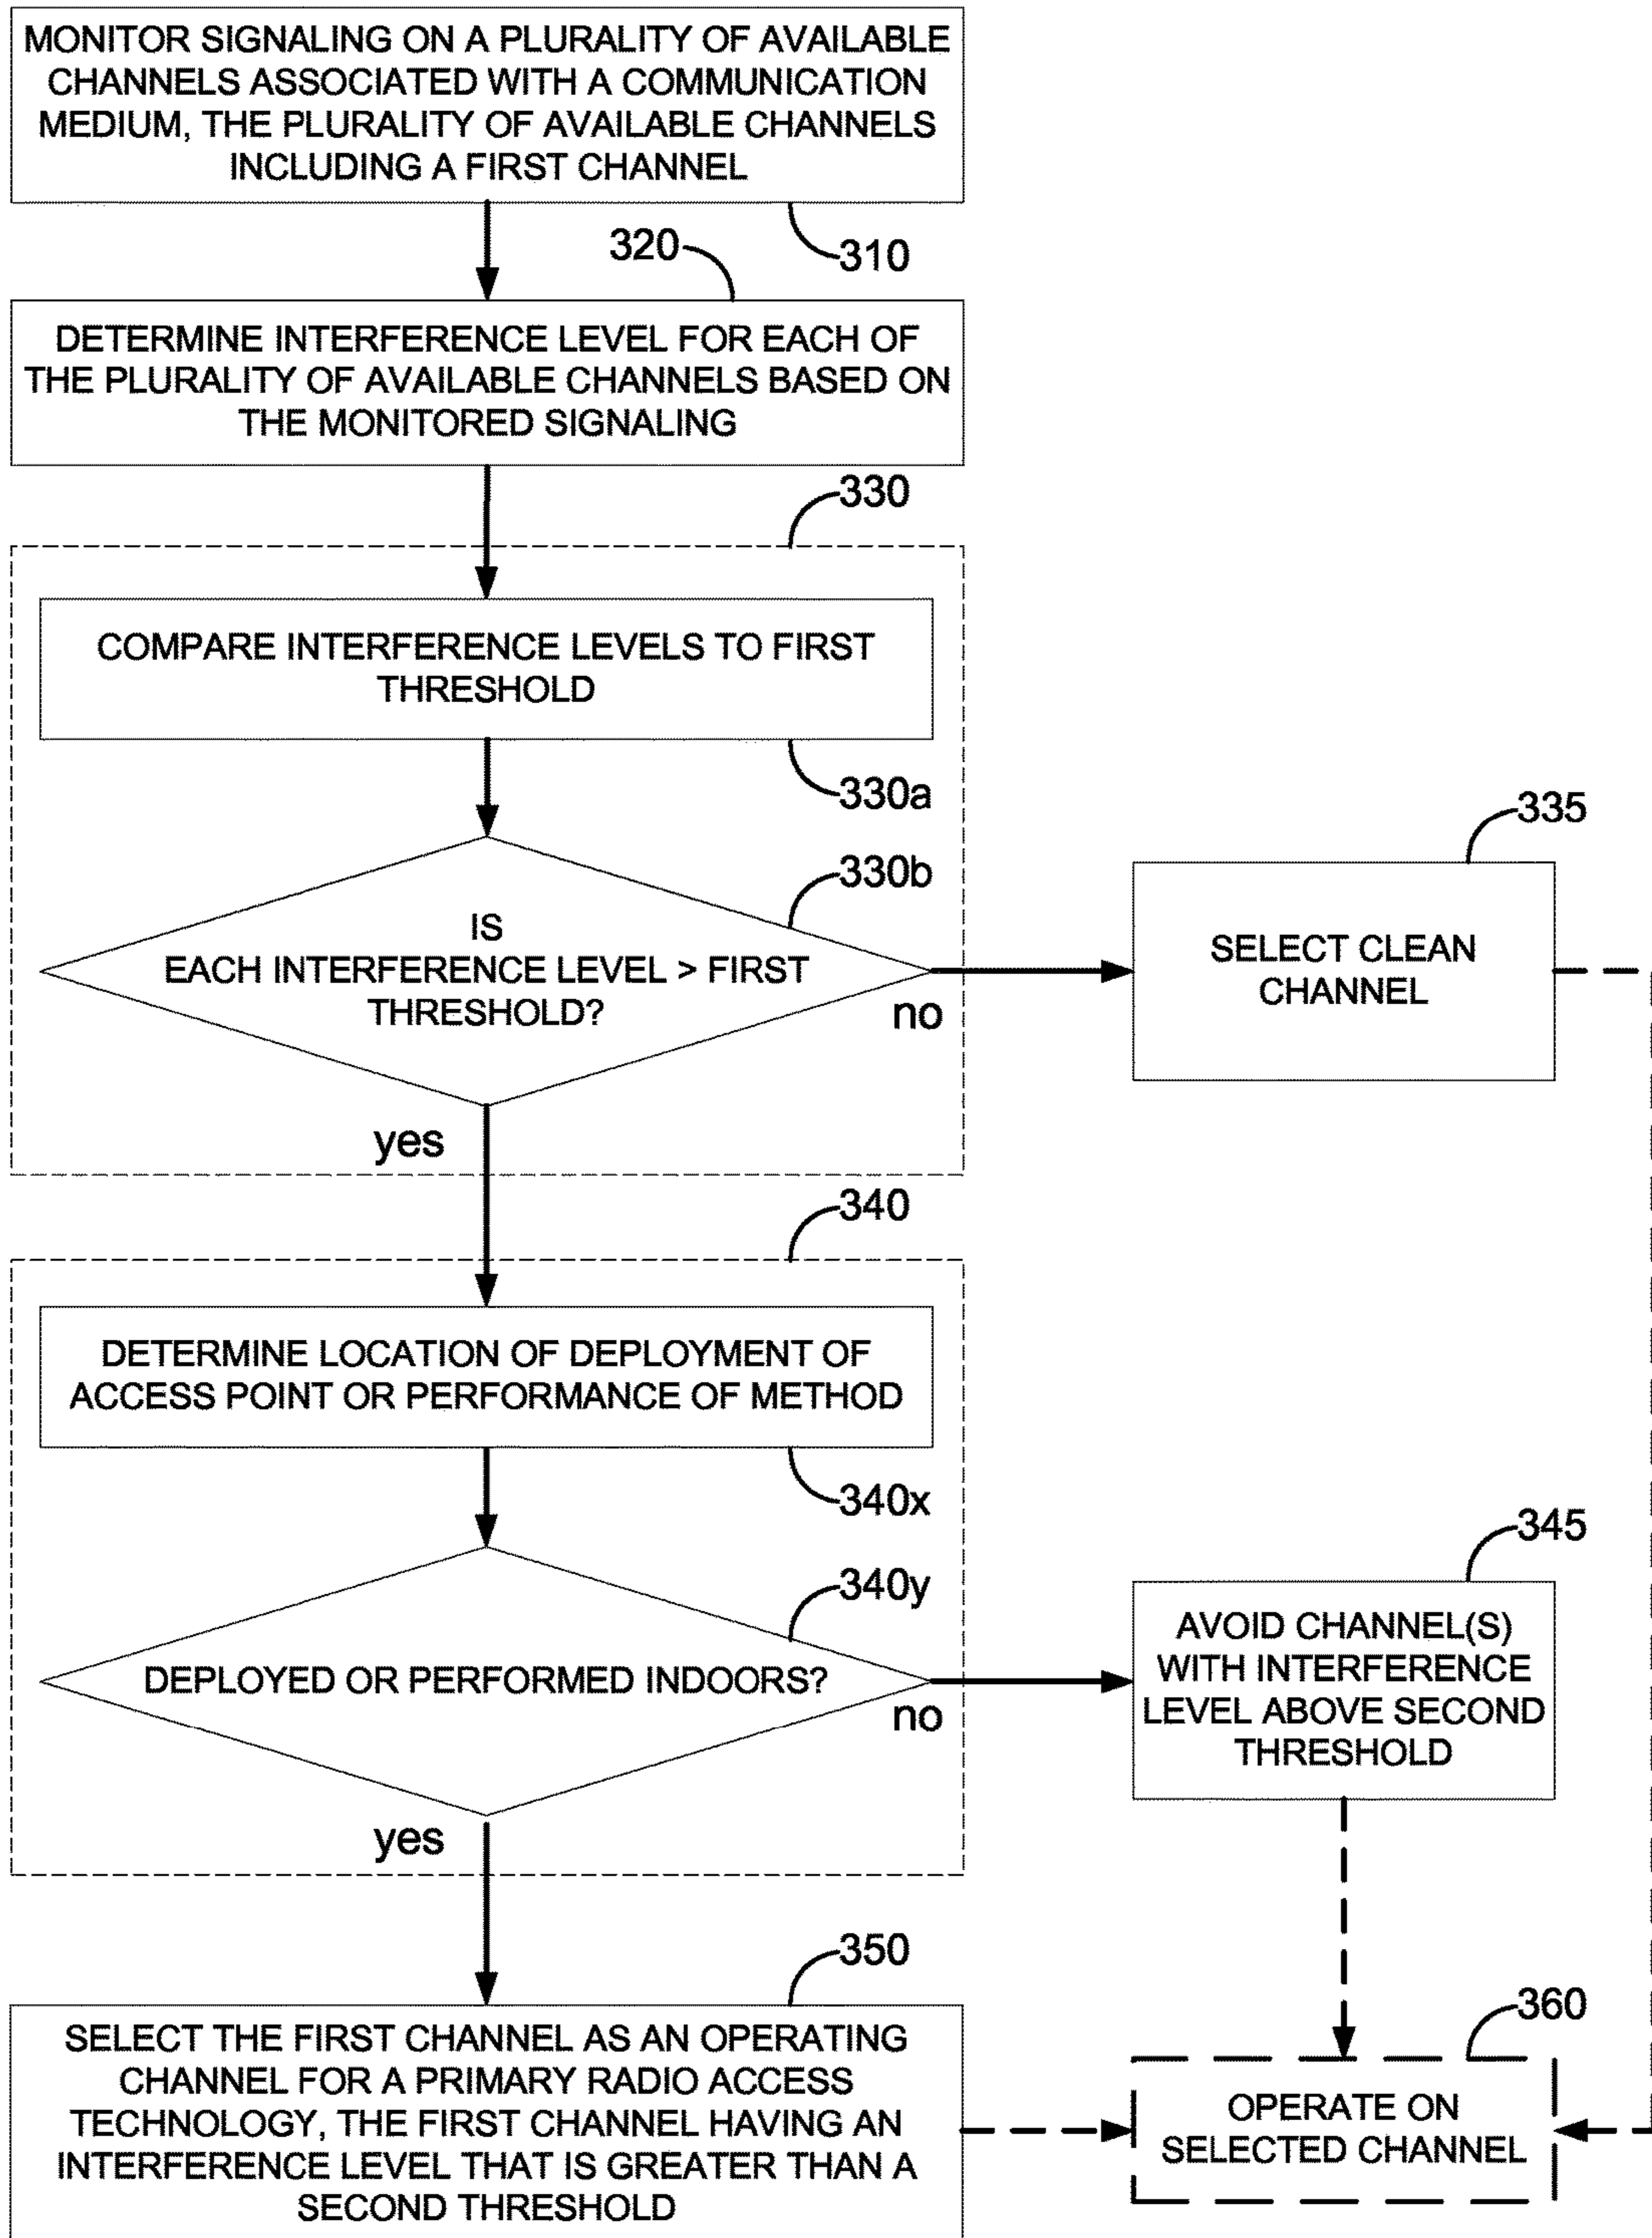 MONITOR SIGNALING ON A PLURALITY OF AVAILABLE
CHANNELS ASSOCIATED WITH A COMMUNICATION
MEDIUM, THE PLURALITY OF AVAILABLE CHANNELS
INCLUDING A FIRST CHANNEL
310
320
DETERMINE INTERFERENCE LEVEL FOR EACH OF
THE PLURALITY OF AVAILABLE CHANNELS BASED ON
THE MONITORED SIGNALING
330
COMPARE INTERFERENCE LEVELS TO FIRST
THRESHOLD
330a
330b
IS
EACH INTERFERENCE LEVEL > FIRST
THRESHOLD?
no
yes
335
SELECT CLEAN
CHANNEL
340
DETERMINE LOCATION OF DEPLOYMENT OF
ACCESS POINT OR PERFORMANCE OF METHOD
340x
340y
DEPLOYED OR PERFORMED INDOORS?
no
yes
345
AVOID CHANNEL(S)
WITH INTERFERENCE
LEVEL ABOVE SECOND
THRESHOLD
350
SELECT THE FIRST CHANNEL AS AN OPERATING
CHANNEL FOR A PRIMARY RADIO ACCESS
TECHNOLOGY, THE FIRST CHANNEL HAVING AN
INTERFERENCE LEVEL THAT IS GREATER THAN A
SECOND THRESHOLD
360
OPERATE ON
SELECTED CHANNEL